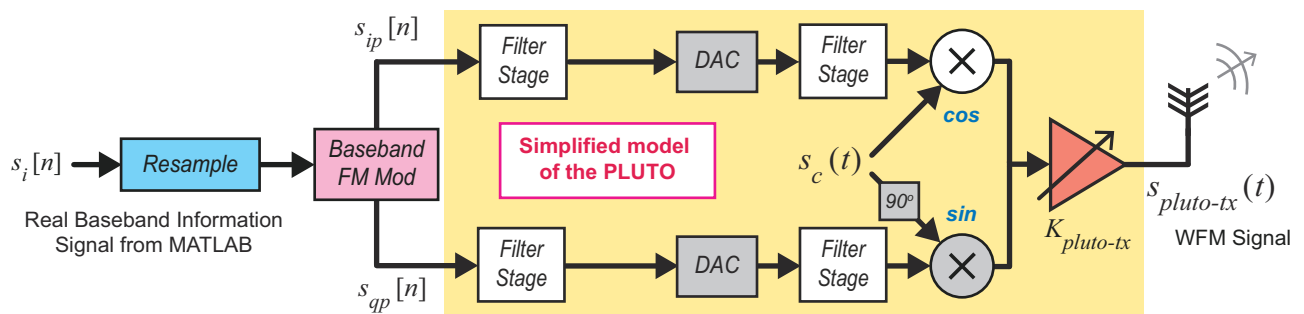 s_ip[n]
Filter
Stage
DAC
Filter
Stage
cos
s_i[n]
Resample
Baseband
FM Mod
Simplified model
of the PLUTO
s_c(t)
90º
sin
K_pluto-tx
s_pluto-tx(t)
WFM Signal
Real Baseband Information
Signal from MATLAB
s_qp[n]
Filter
Stage
DAC
Filter
Stage